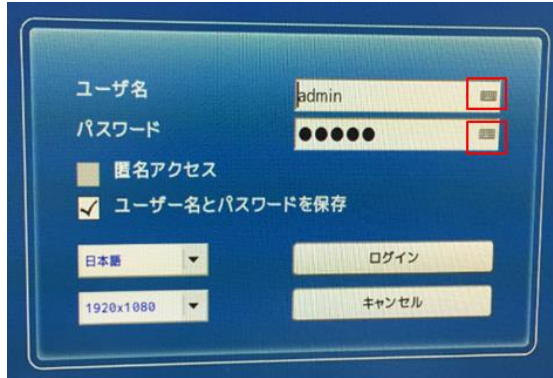 ユーザ名
admin
パスワード
●●●●●
匿名アクセス
ユーザー名とパスワードを保存
日本語
ログイン
1920x1080
キャンセル